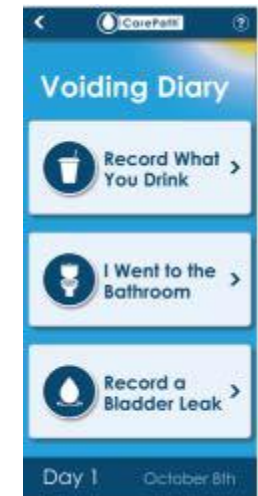 CarePath
?
Voiding Diary
Record What
You Drink
I Went to the
Bathroom
Record a
Bladder Leak
Day 1 October 8th